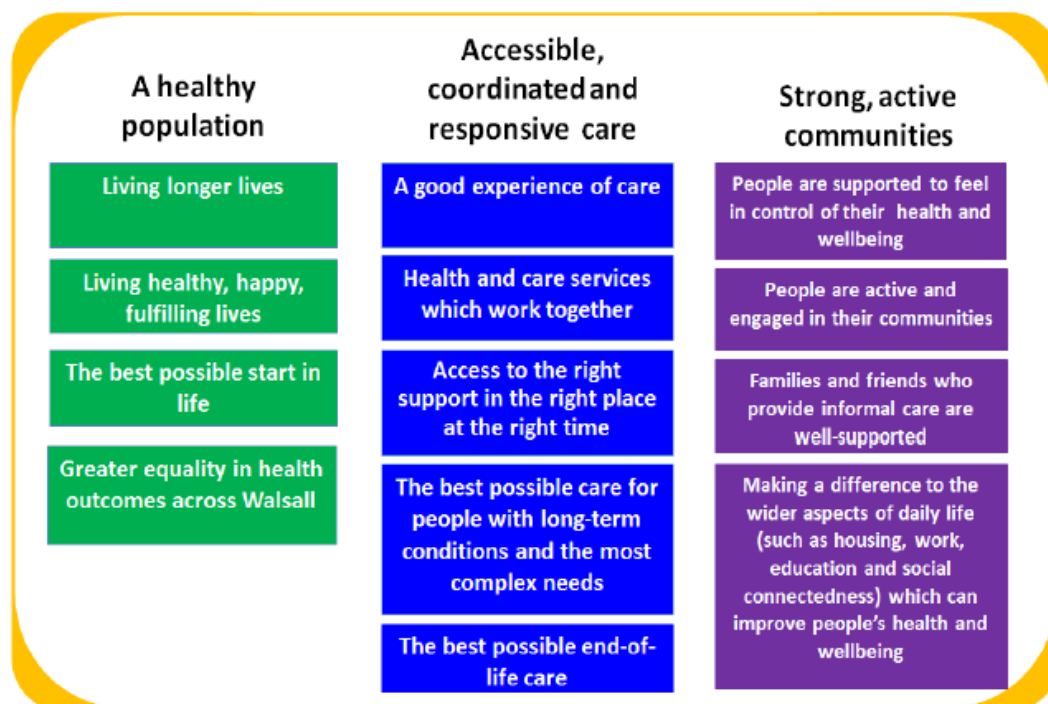 A healthy
population
Living longer lives
Living healthy, happy,
fulfilling lives
The best possible start in
life
Greater equality in health
outcomes across Walsall
Accessible,
coordinated and
responsive care
A good experience of care
Health and care services
which work together
Access to the right
support in the right place
at the right time
The best possible care for
people with long-term
conditions and the most
complex needs
The best possible end-of-
life care
Strong, active
communities
People are supported to feel
in control of their health and
wellbeing
People are active and
engaged in their communities
Families and friends who
provide informal care are
well-supported
Making a difference to the
wider aspects of daily life
(such as housing, work,
education and social
connectedness) which can
improve people's health and
wellbeing